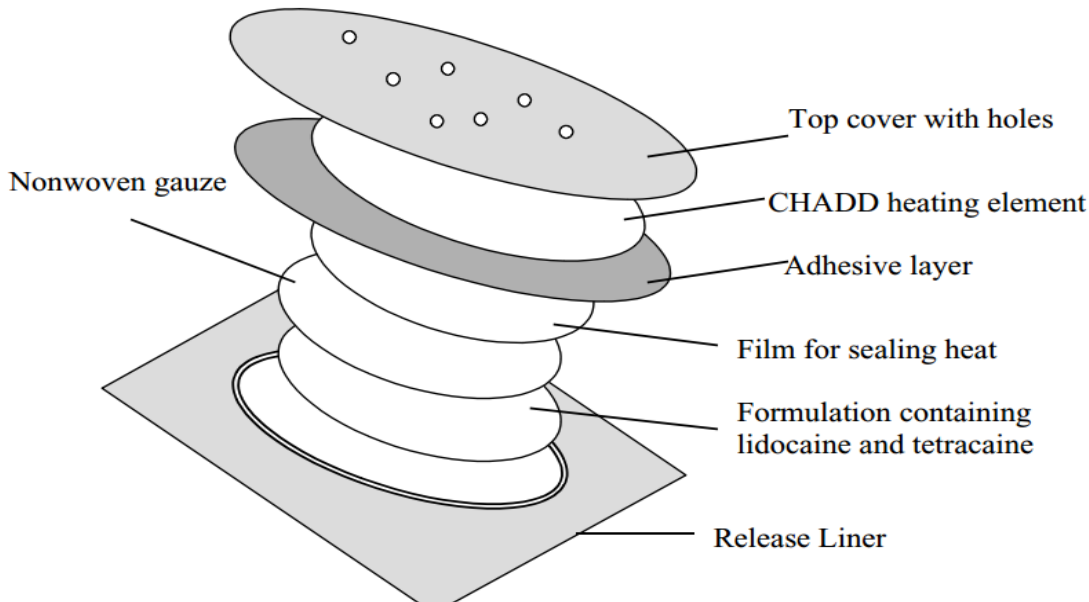 Top cover with holes
Nonwoven gauze
CHADD heating element
Adhesive layer
Film for sealing heat
Formulation containing
lidocaine and tetracaine
Release Liner